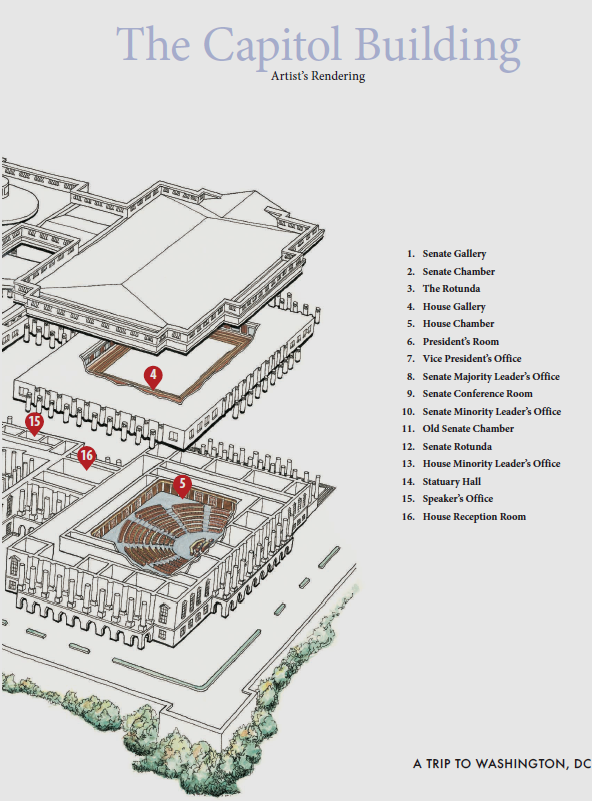 The Capitol Building
Artist's Rendering
1. Senate Gallery
2. Senate Chamber
3. The Rotunda
4. House Gallery
5. House Chamber
6. President's Room
7. Vice President's Office
8. Senate Majority Leader's Office
9. Senate Conference Room
10. Senate Minority Leader's Office
11. Old Senate Chamber
12. Senate Rotunda
13. House Minority Leader's Office
14. Statuary Hall
15. Speaker's Office
16. House Reception Room
4
15
16
5
A TRIP TO WASHINGTON, DC